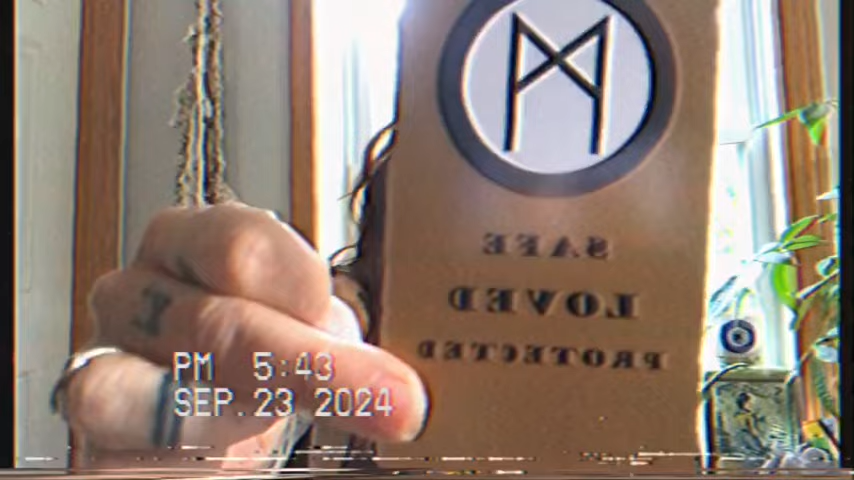 ᛗ
SAFE
LOVED
PROTECTED
PM 5:43
SEP.23 2024